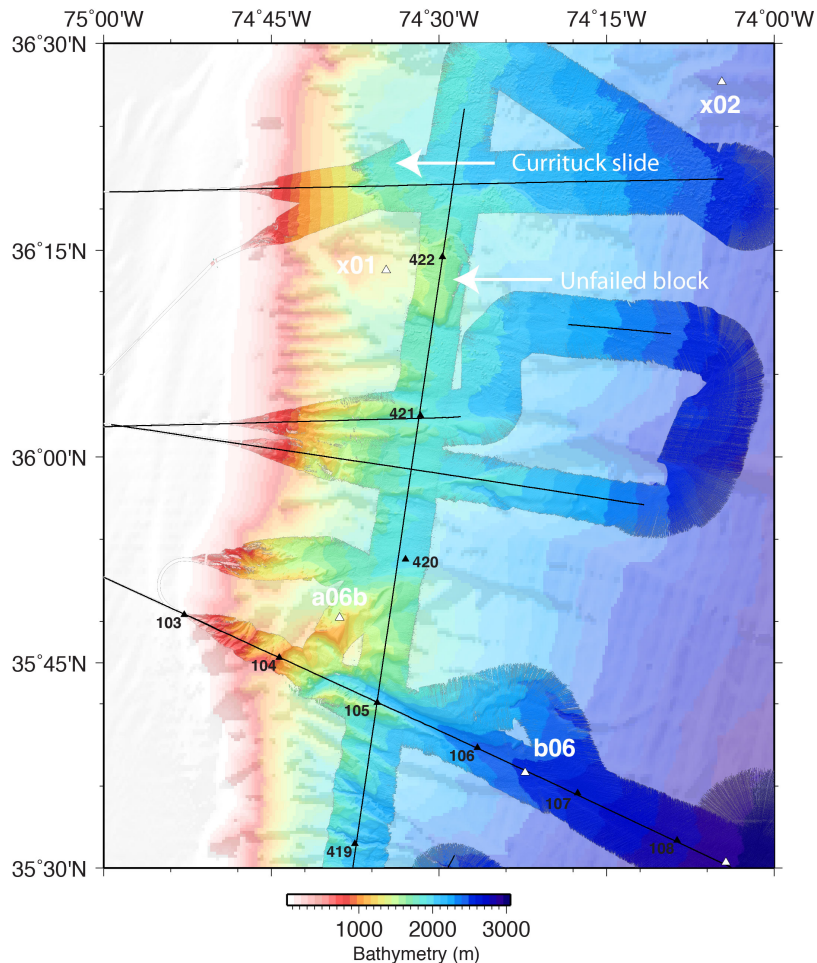 75°00'W 74°45'W 74°30'W 74°15'W 74°00'W
36°30'N
x02
Currituck slide
36°15'N
x01
422
Unfailed block
421
36°00'N
420
a06b
103
104
35°45'N
105
106
b06
107
108
419
35°30'N
1000 2000 3000
Bathymetry (m)